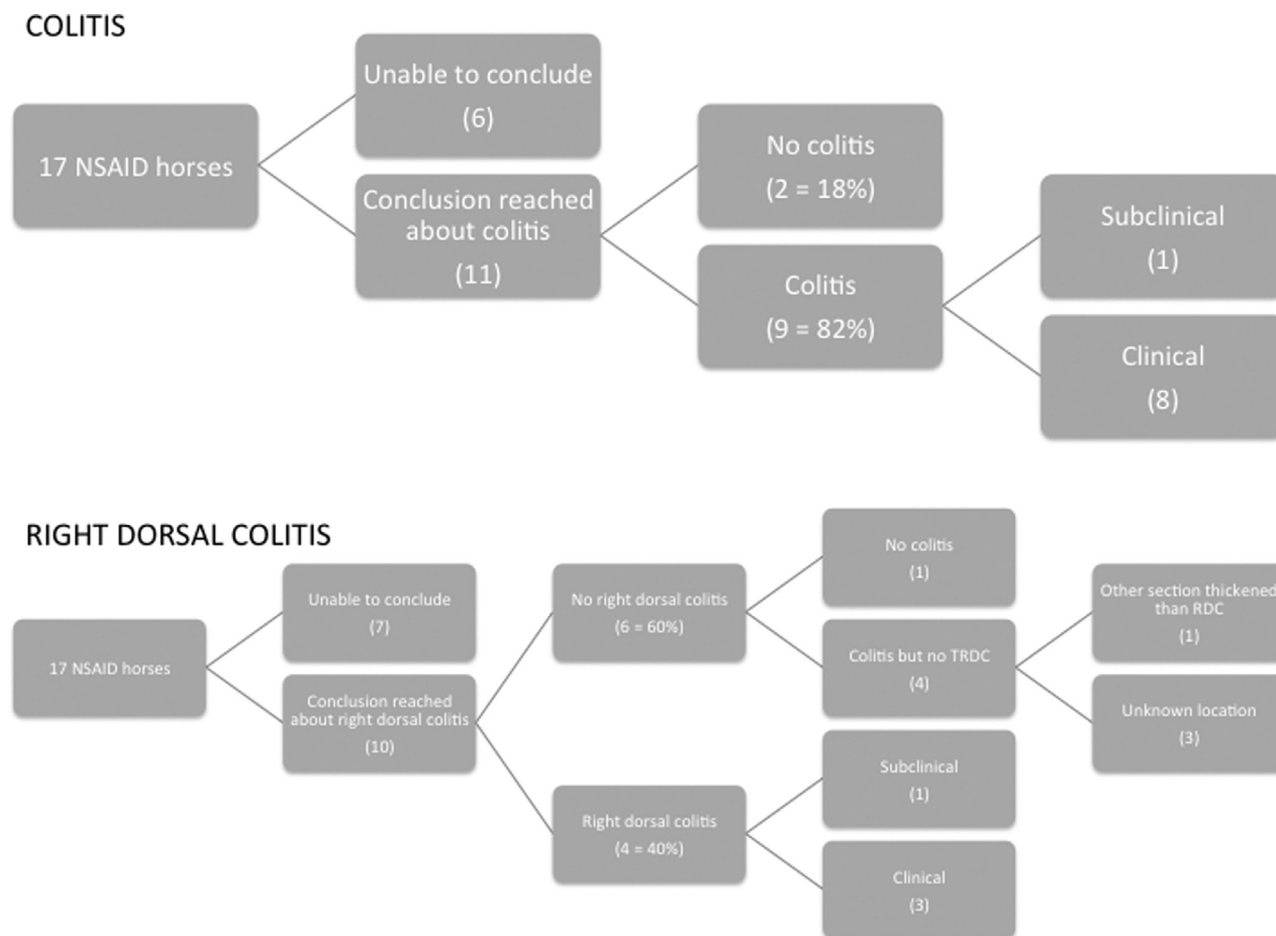 COLITIS
17 NSAID horses
Unable to conclude
(6)
Conclusion reached
about colitis
(11)
No colitis
(2 = 18%)
Colitis
(9 = 82%)
Subclinical
(1)
Clinical
(8)
RIGHT DORSAL COLITIS
17 NSAID horses
Unable to conclude
(7)
Conclusion reached
about right dorsal colitis
(10)
No right dorsal colitis
(6 = 60%)
Right dorsal colitis
(4 = 40%)
No colitis
(1)
Colitis but no TRDC
(4)
Subclinical
(1)
Clinical
(3)
Other section thickened
than RDC
(1)
Unknown location
(3)